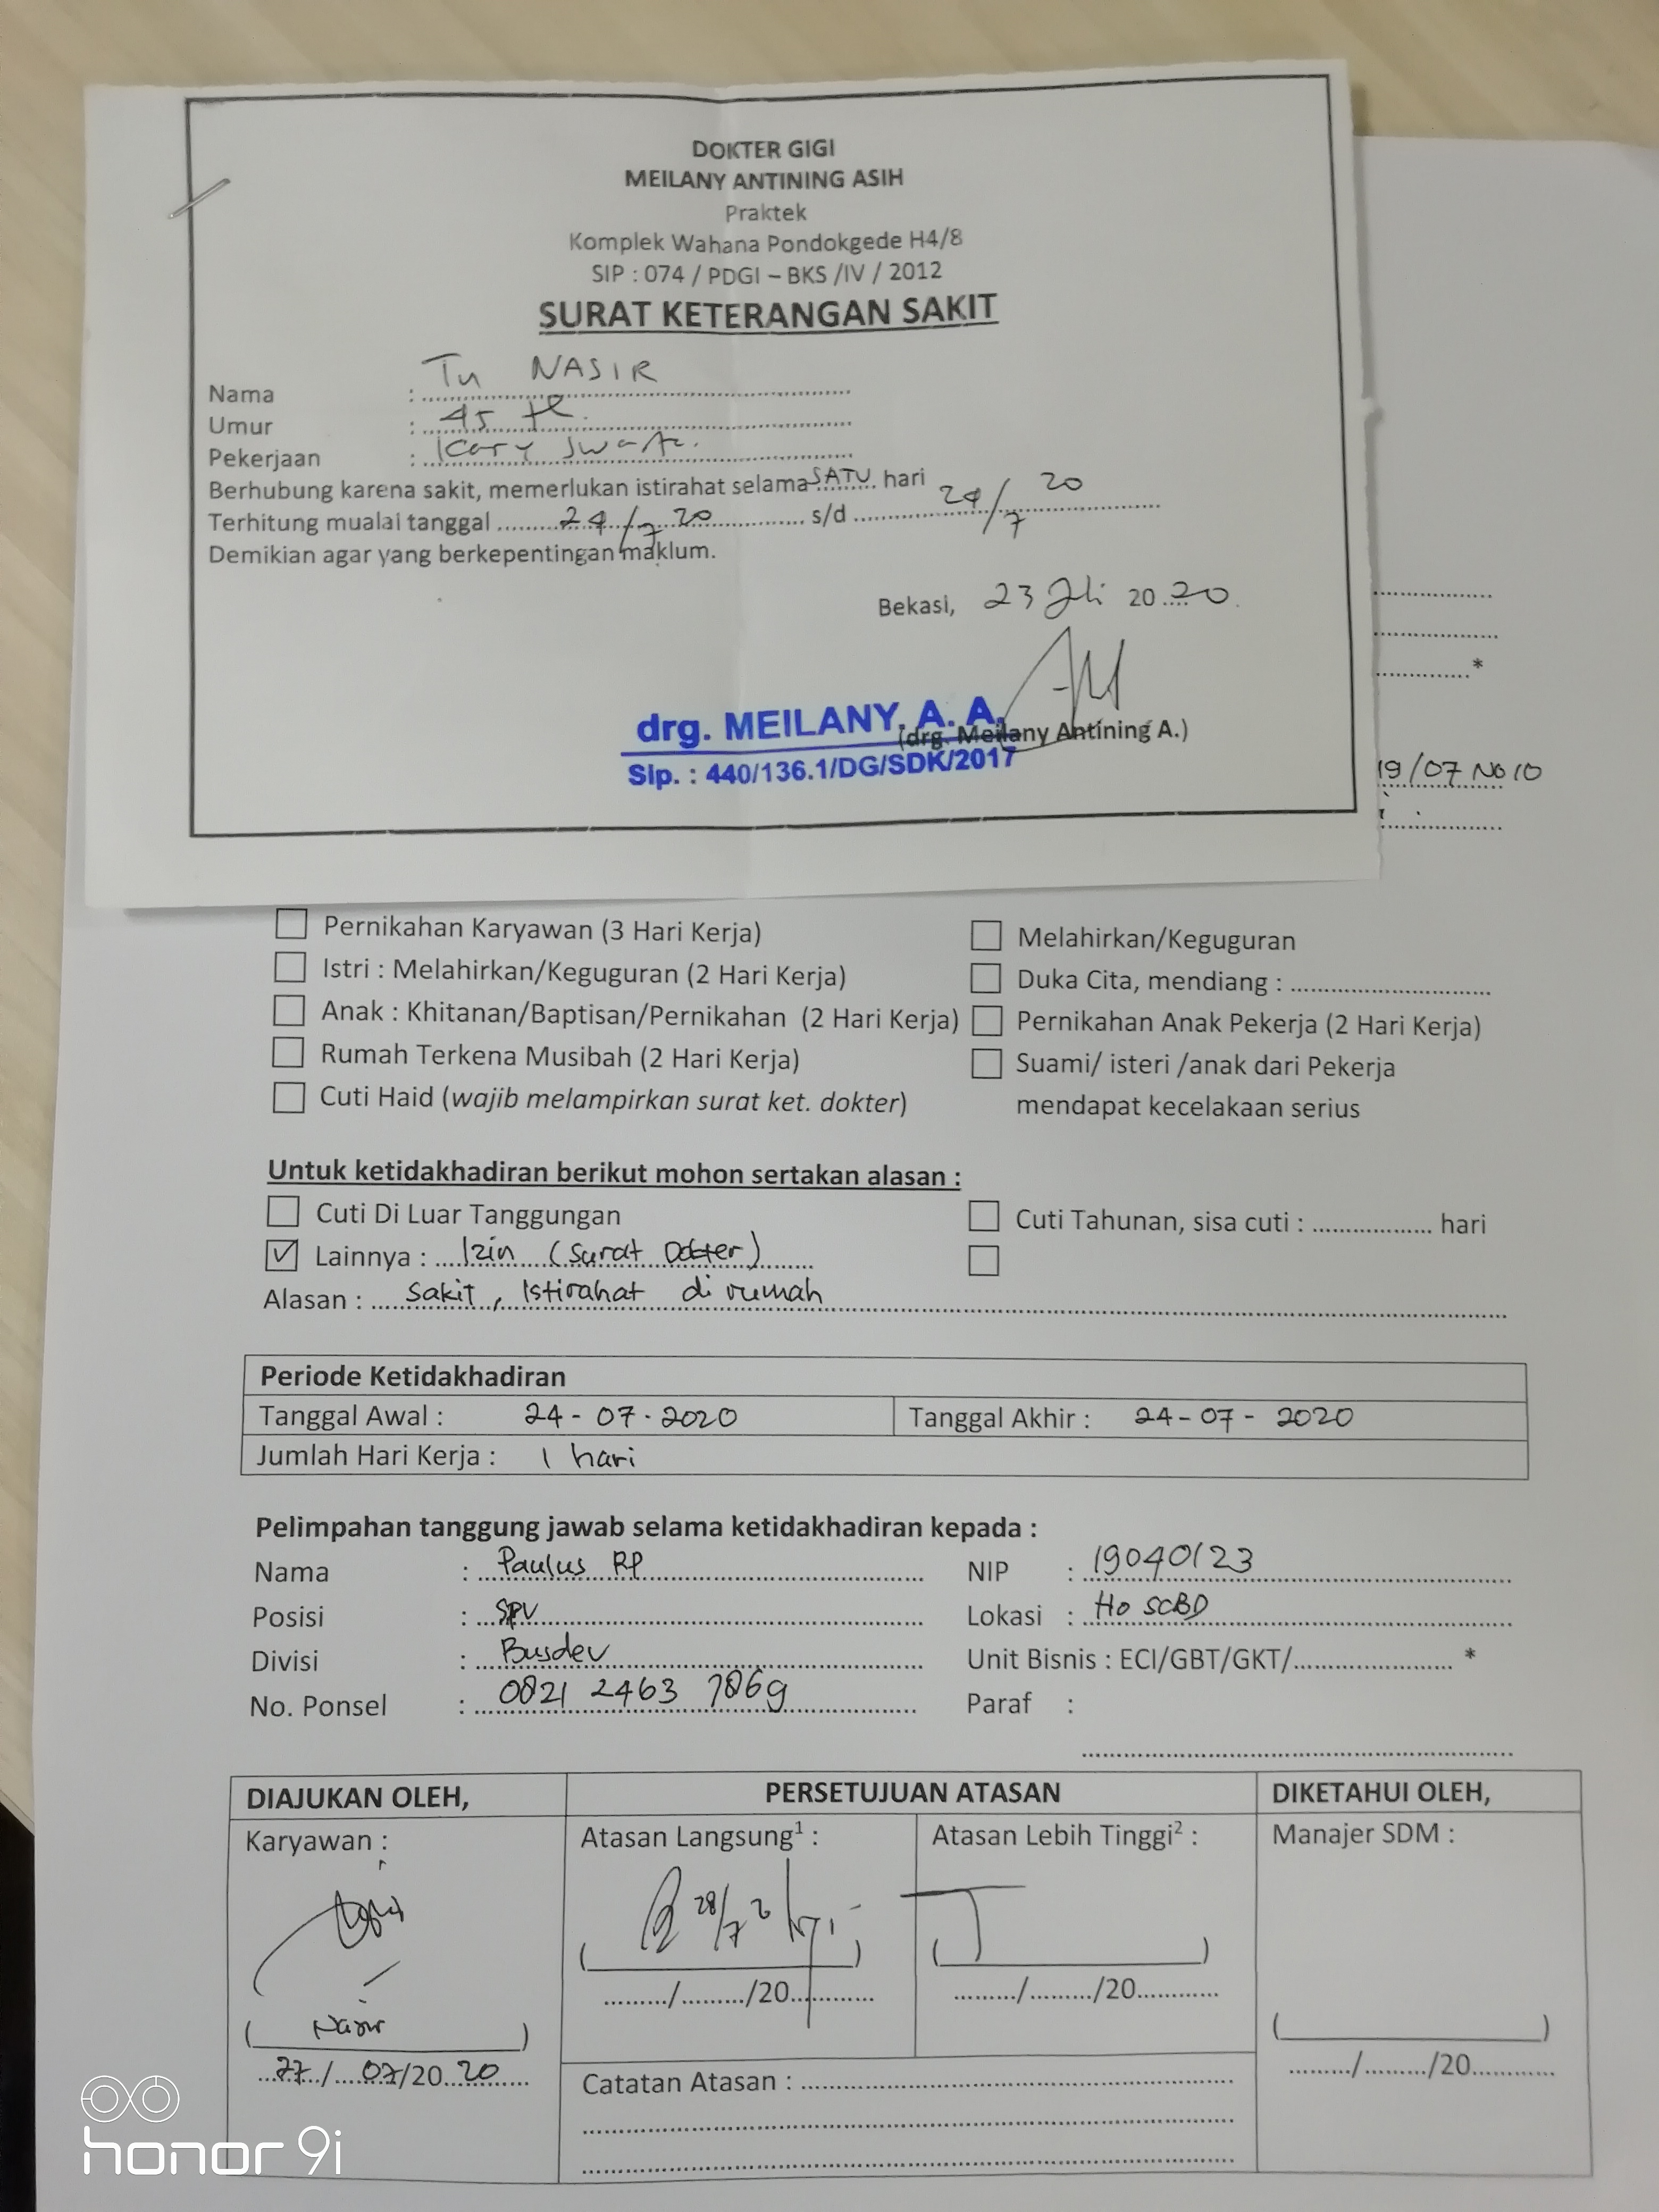 DOKTER GIGI
MEILANY ANTINING ASIH
Praktek
Komplek Wahana Pondokgede H4/8
SIP : 074 / PDGI – BKS /IV / 2012
SURAT KETERANGAN SAKIT
Nama : Tn NASIR
Umur : 45 th.
Pekerjaan : Kary Swata.
Berhubung karena sakit, memerlukan istirahat selama SATU hari
Terhitung mualai tanggal 24/7 20 s/d 24/7 20
Demikian agar yang berkepentingan maklum.
Bekasi, 23 Jli 2020
drg. MEILANY. A. A.
(drg. Meilany Antining A.)
Sip. : 440/136.1/DG/SDK/2017
*
19/07 No 10
Pernikahan Karyawan (3 Hari Kerja) Melahirkan/Keguguran
Istri : Melahirkan/Keguguran (2 Hari Kerja) Duka Cita, mendiang :
Anak : Khitanan/Baptisan/Pernikahan (2 Hari Kerja) Pernikahan Anak Pekerja (2 Hari Kerja)
Rumah Terkena Musibah (2 Hari Kerja) Suami/ isteri /anak dari Pekerja
Cuti Haid (wajib melampirkan surat ket. dokter) mendapat kecelakaan serius
Untuk ketidakhadiran berikut mohon sertakan alasan :
Cuti Di Luar Tanggungan Cuti Tahunan, sisa cuti : hari
Lainnya : Izin (Surat Dokter)
Alasan : sakit, Istirahat di rumah
Periode Ketidakhadiran
Tanggal Awal : 24-07-2020 Tanggal Akhir : 24-07-2020
Jumlah Hari Kerja : 1 hari
Pelimpahan tanggung jawab selama ketidakhadiran kepada :
Nama : Paulus RP NIP : 19040123
Posisi : SPV Lokasi : HO SCBD
Divisi : Busdev Unit Bisnis : ECI/GBT/GKT/ *
No. Ponsel : 0821 2463 7869 Paraf :
DIAJUKAN OLEH, PERSETUJUAN ATASAN DIKETAHUI OLEH,
Karyawan : Atasan Langsung¹ : Atasan Lebih Tinggi² : Manajer SDM :
28/7
(Nasir) ( ) ( ) ( )
27/07/2020 / /20 / /20 / /20
Catatan Atasan :
honor 9i